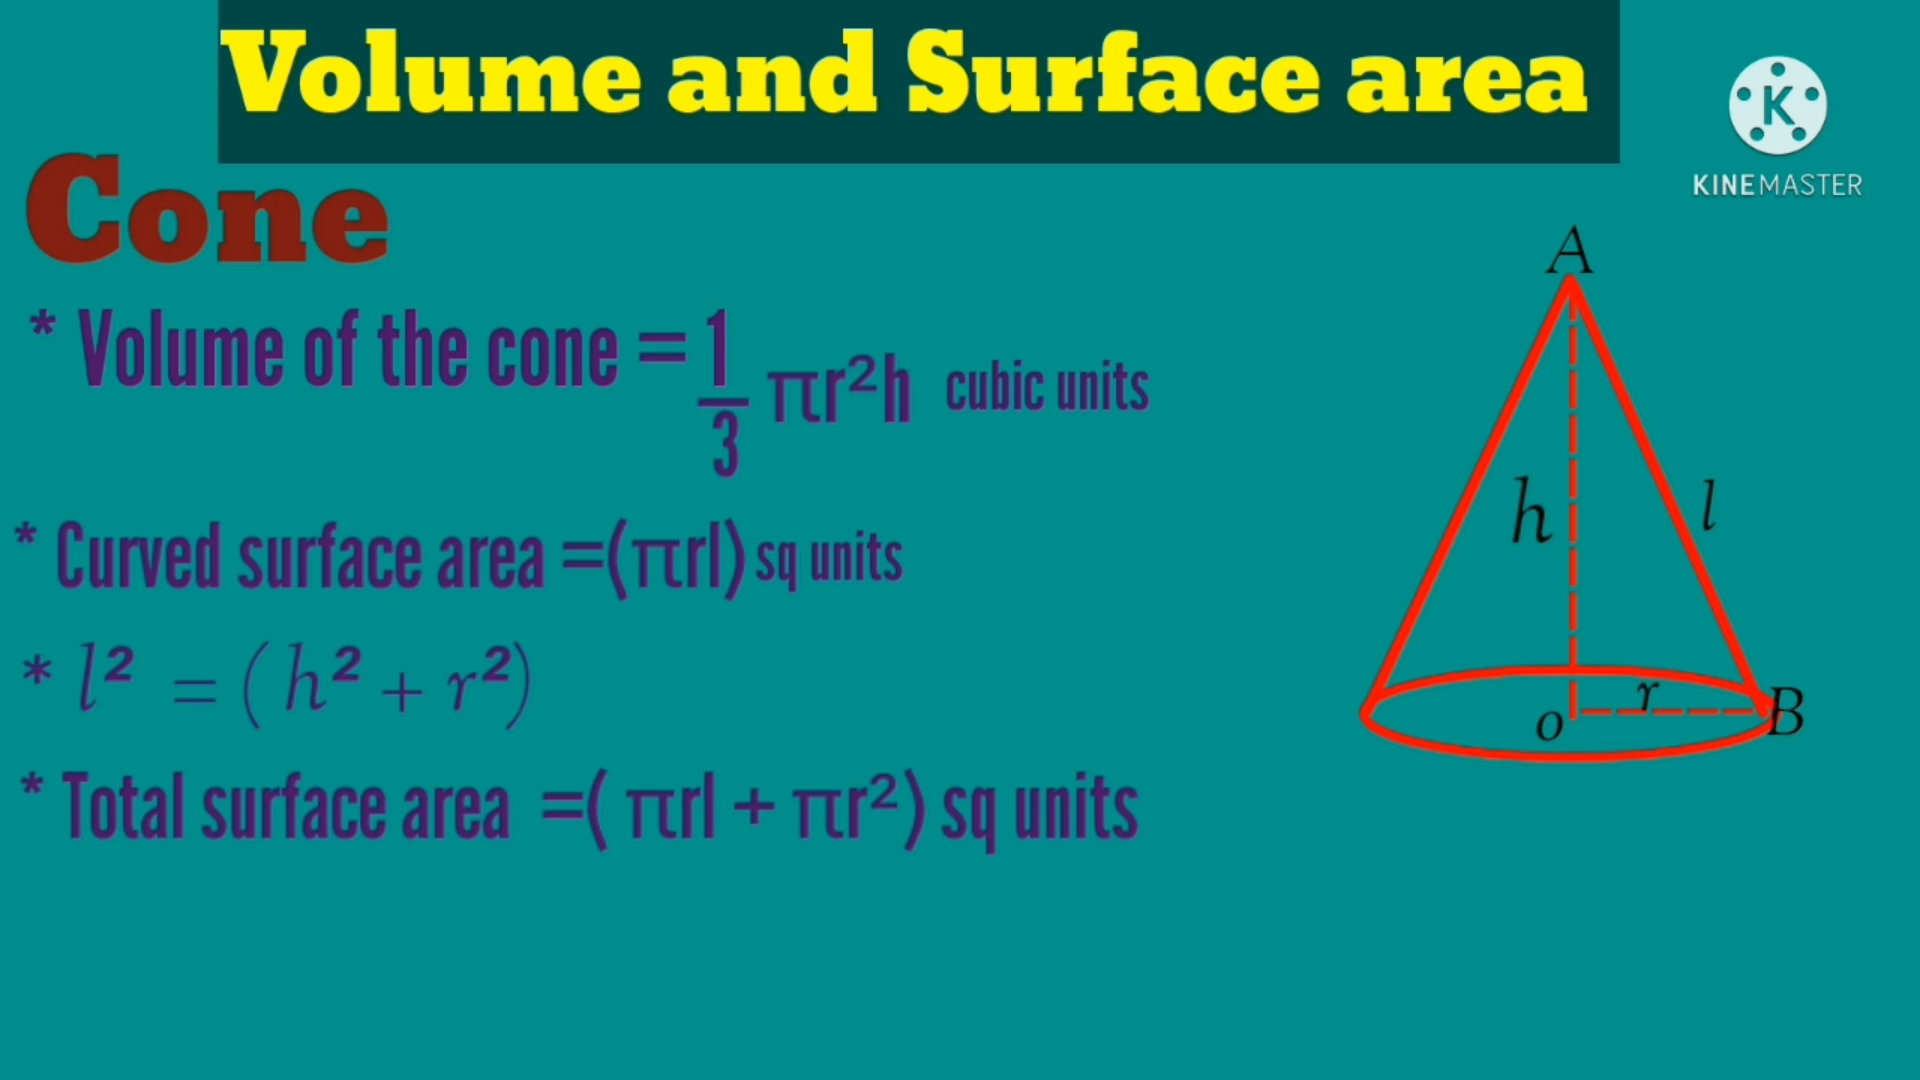 Volume and Surface area
K
KINEMASTER
Cone
* Volume of the cone = 1/3 πr²h cubic units
* Curved surface area =(πrl) sq units
* l² = ( h² + r²)
* Total surface area =( πrl + πr²) sq units
A
h
l
r
o
B